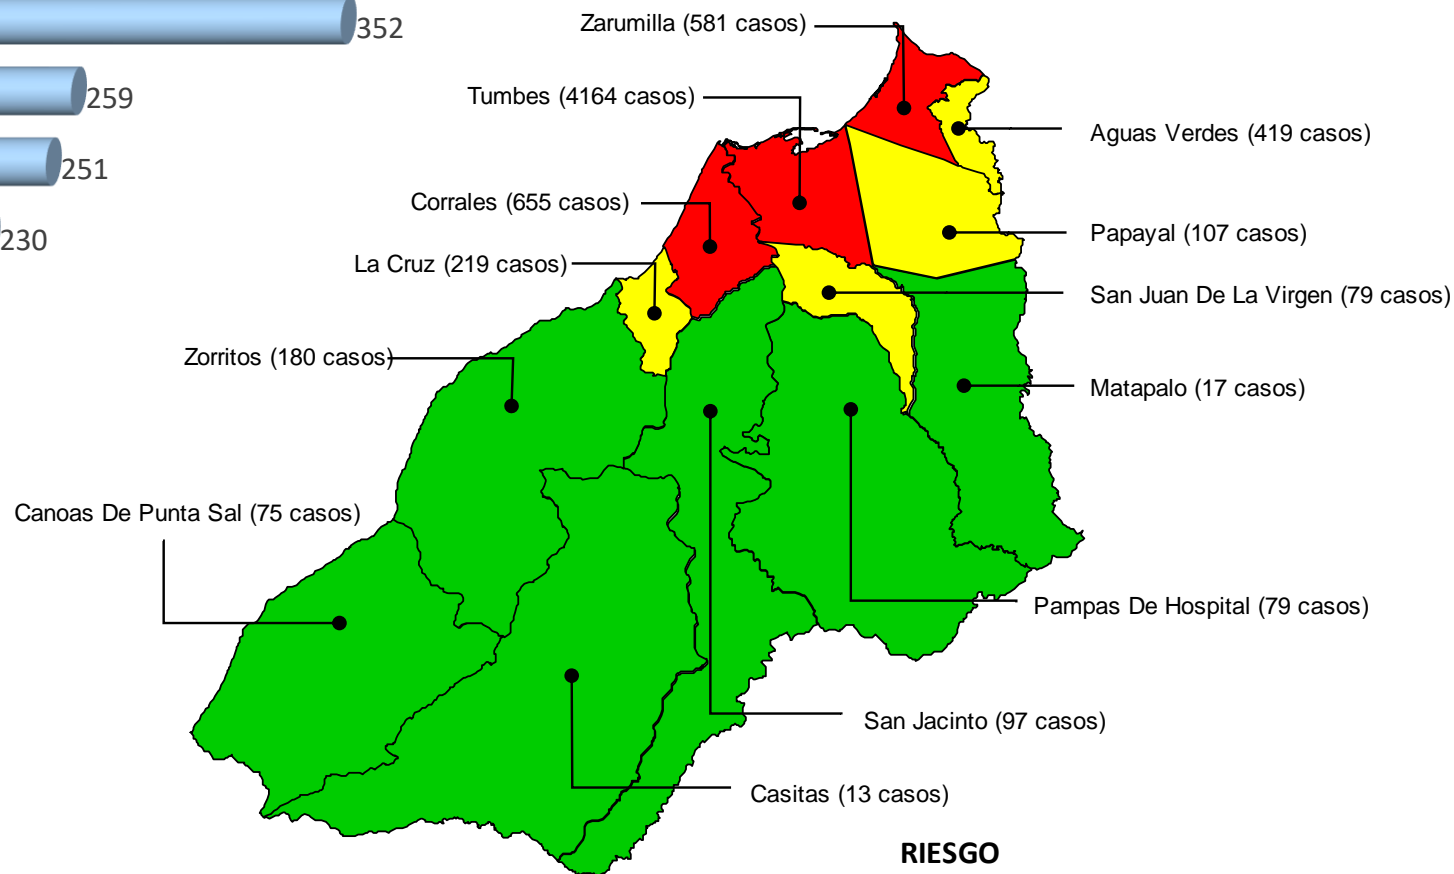 352
259
251
230
Zarumilla (581 casos)
Tumbes (4164 casos)
Aguas Verdes (419 casos)
Corrales (655 casos)
Papayal (107 casos)
La Cruz (219 casos)
San Juan De La Virgen (79 casos)
Zorritos (180 casos)
Matapalo (17 casos)
Canoas De Punta Sal (75 casos)
Pampas De Hospital (79 casos)
San Jacinto (97 casos)
Casitas (13 casos)
RIESGO